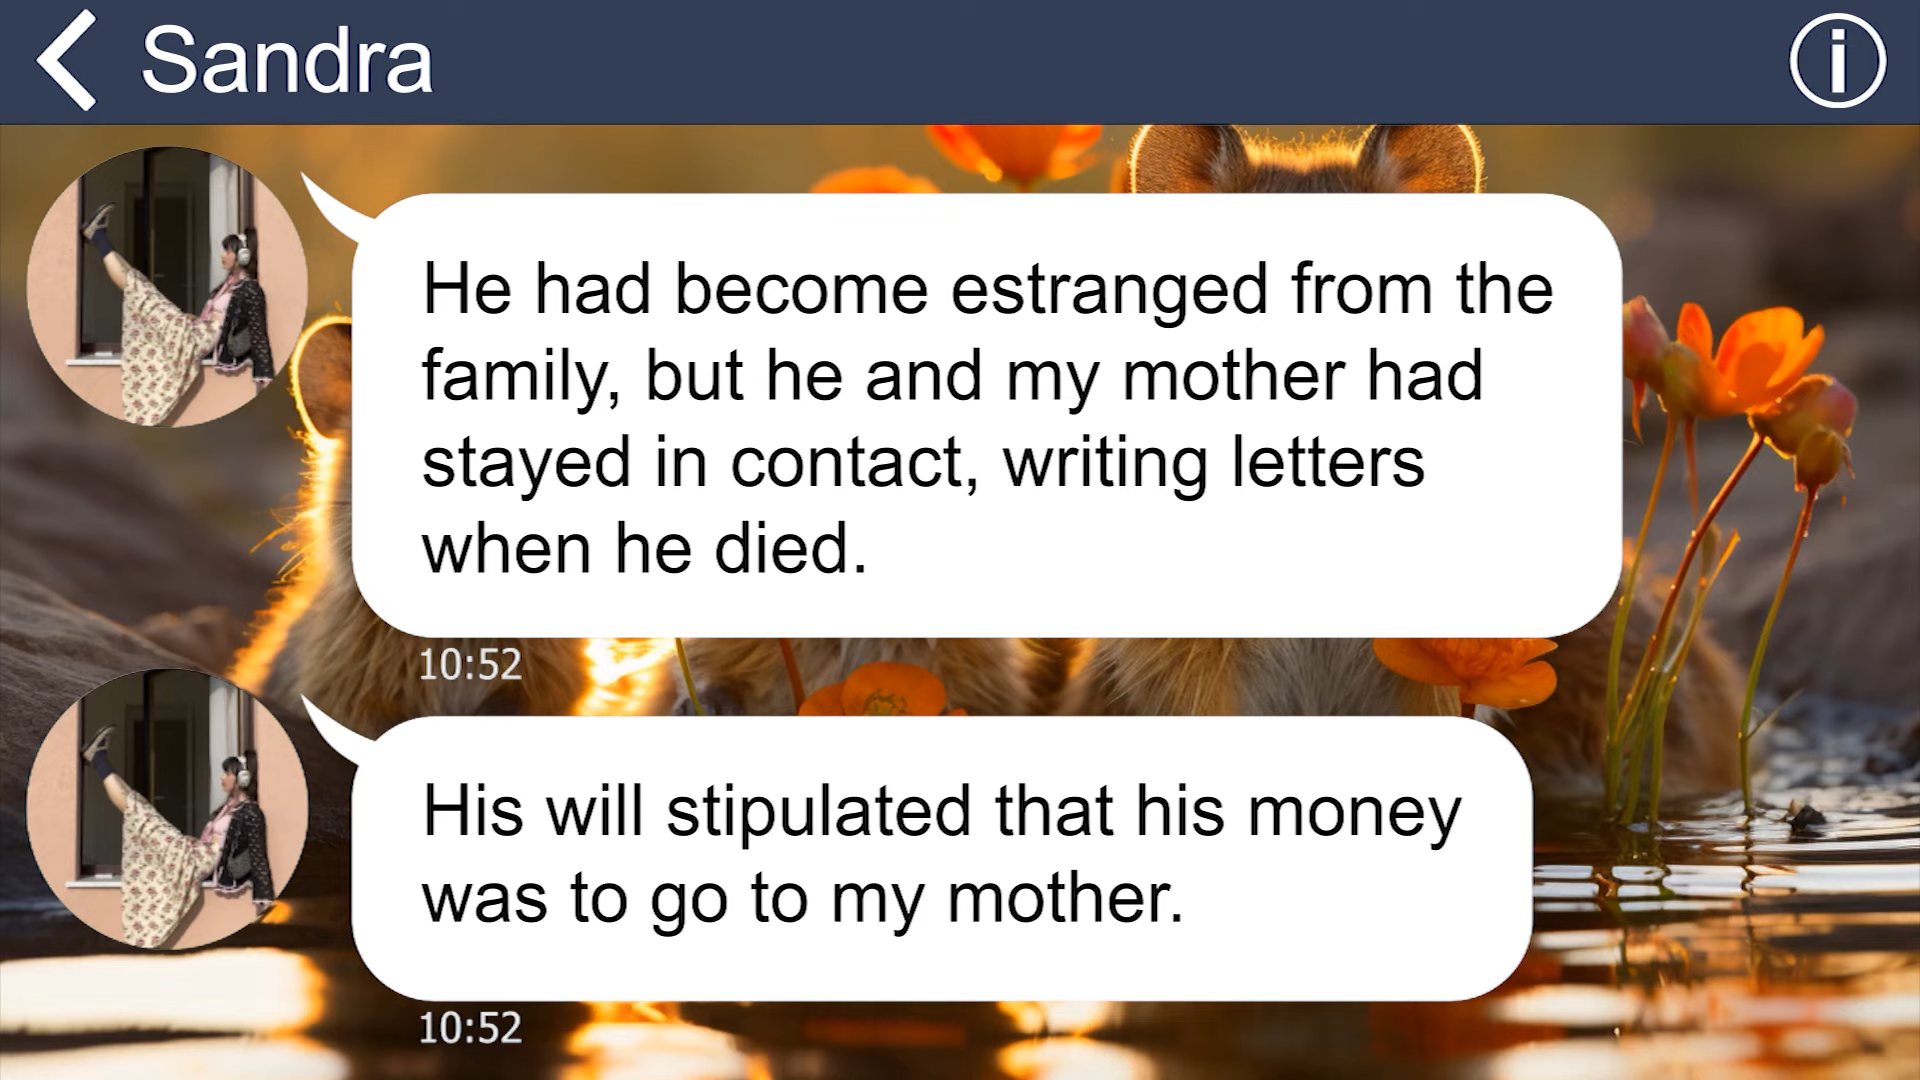 Sandra
He had become estranged from the
family, but he and my mother had
stayed in contact, writing letters
when he died.
10:52
His will stipulated that his money
was to go to my mother.
10:52